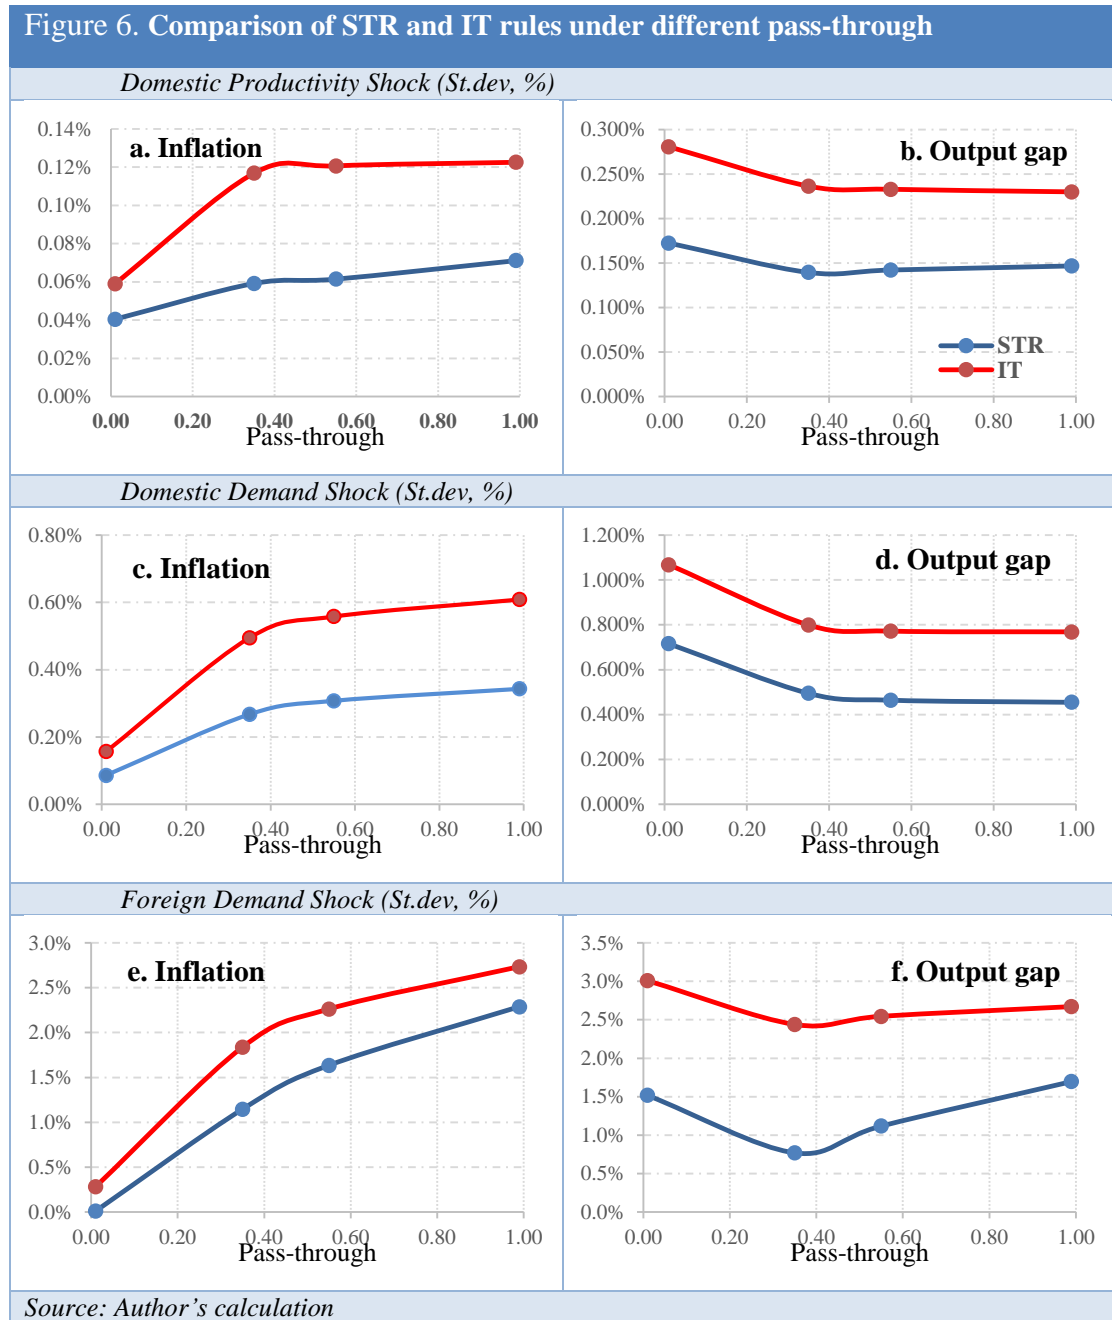 Figure 6. Comparison of STR and IT rules under different pass-through
Domestic Productivity Shock (St.dev, %)
a. Inflation
0.14%
0.12%
0.10%
0.08%
0.06%
0.04%
0.02%
0.00%
0.00 0.20 0.40 0.60 0.80 1.00
Pass-through
b. Output gap
0.300%
0.250%
0.200%
0.150%
0.100%
0.050%
0.000%
STR
IT
0.00 0.20 0.40 0.60 0.80 1.00
Pass-through
Domestic Demand Shock (St.dev, %)
c. Inflation
0.80%
0.60%
0.40%
0.20%
0.00%
0.00 0.20 0.40 0.60 0.80 1.00
Pass-through
d. Output gap
1.200%
1.000%
0.800%
0.600%
0.400%
0.200%
0.000%
0.00 0.20 0.40 0.60 0.80 1.00
Pass-through
Foreign Demand Shock (St.dev, %)
e. Inflation
3.0%
2.5%
2.0%
1.5%
1.0%
0.5%
0.0%
0.00 0.20 0.40 0.60 0.80 1.00
Pass-through
f. Output gap
3.5%
3.0%
2.5%
2.0%
1.5%
1.0%
0.5%
0.0%
0.00 0.20 0.40 0.60 0.80 1.00
Pass-through
Source: Author’s calculation